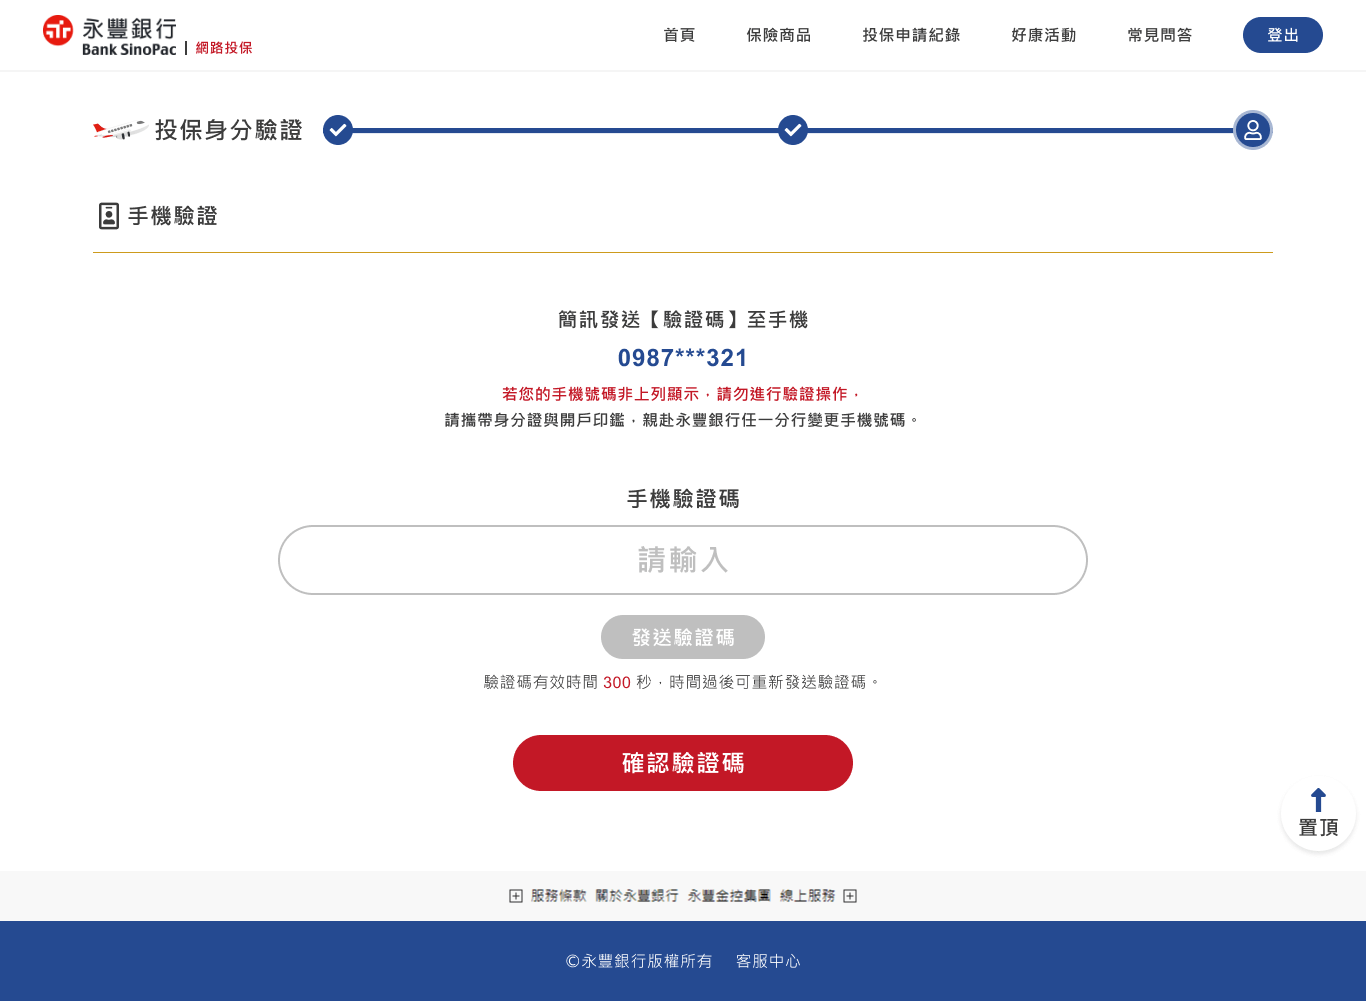 永豐銀行
Bank SinoPac
網路投保
首頁
保險商品
投保申請紀錄
好康活動
常見問答
登出
投保身分驗證
手機驗證
簡訊發送【驗證碼】至手機
0987***321
若您的手機號碼非上列顯示，請勿進行驗證操作，
請攜帶身分證與開戶印鑑，親赴永豐銀行任一分行變更手機號碼。
手機驗證碼
請輸入
發送驗證碼
驗證碼有效時間 300 秒，時間過後可重新發送驗證碼。
確認驗證碼
置頂
服務條款 關於永豐銀行 永豐金控集團 線上服務
©永豐銀行版權所有 客服中心